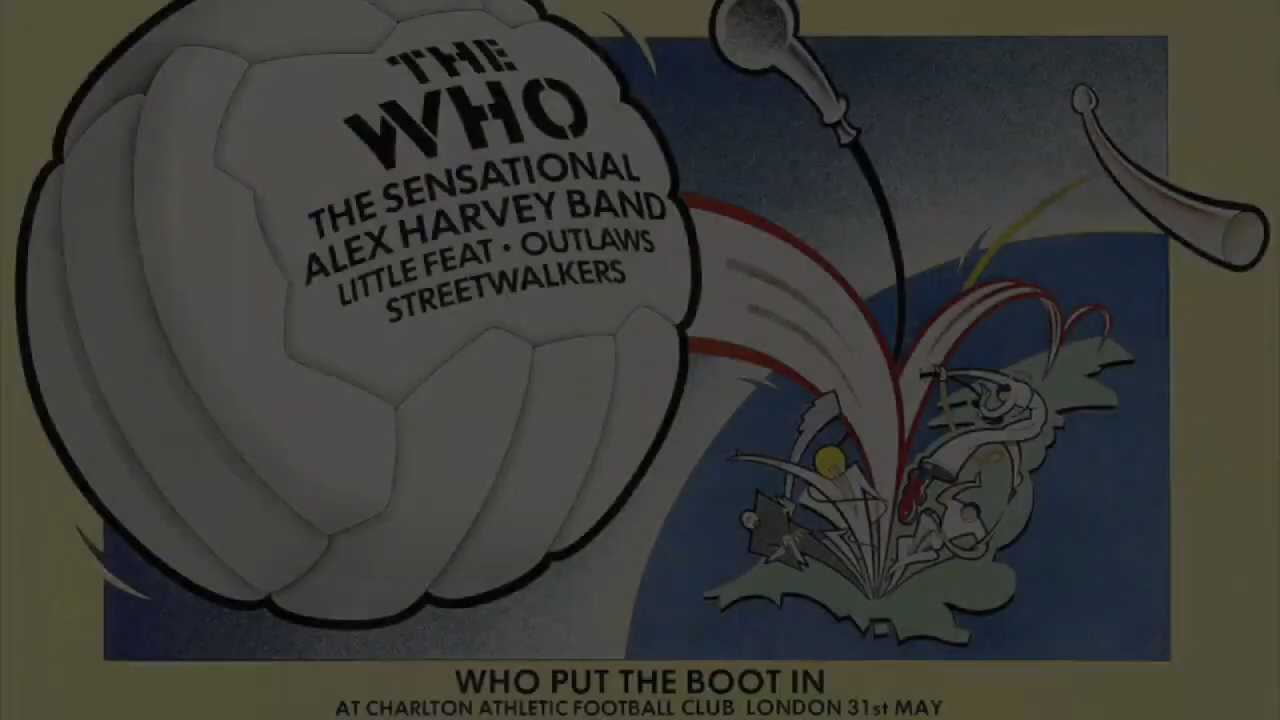 THE
WHO
THE SENSATIONAL
ALEX HARVEY BAND
LITTLE FEAT • OUTLAWS
STREETWALKERS
WHO PUT THE BOOT IN
AT CHARLTON ATHLETIC FOOTBALL CLUB LONDON 31st MAY